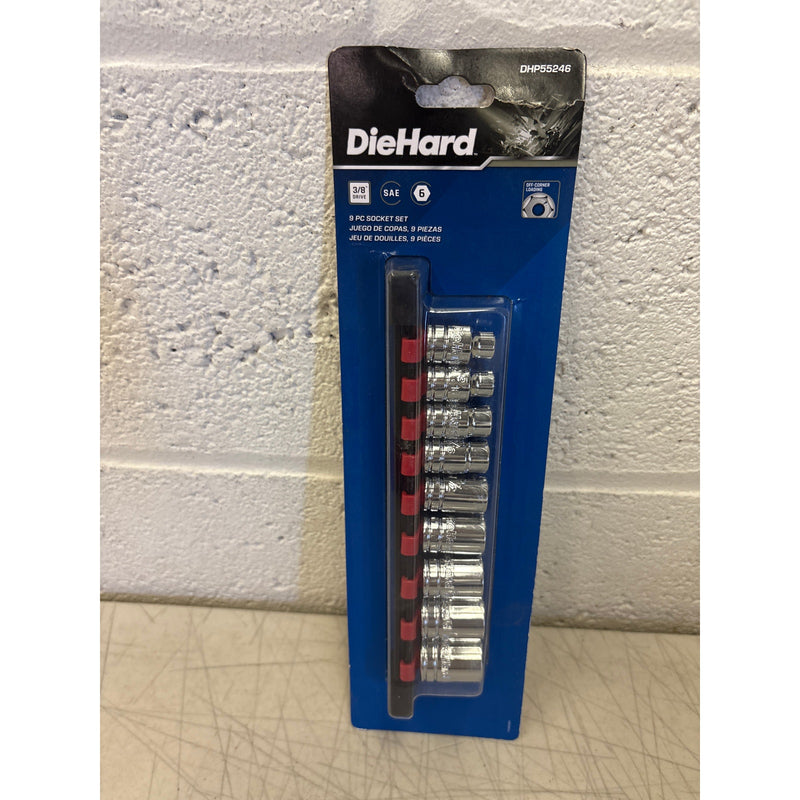 DHP55246
DieHard
3/8"
DRIVE
SAE
6
OFF-CORNER
LOADING
9 PC SOCKET SET
JUEGO DE COPAS, 9 PIEZAS
JEU DE DOUILLES, 9 PIÈCES